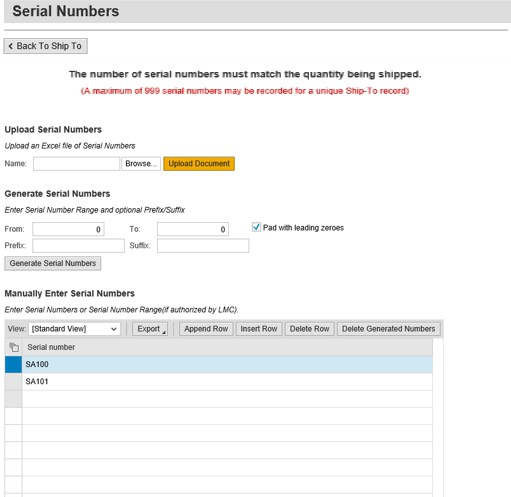 Serial Numbers
Back To Ship To
The number of serial numbers must match the quantity being shipped.
(A maximum of 999 serial numbers may be recorded for a unique Ship-To record)
Upload Serial Numbers
Upload an Excel file of Serial Numbers
Name: Browse... Upload Document
Generate Serial Numbers
Enter Serial Number Range and optional Prefix/Suffix
From: 0 To: 0 Pad with leading zeroes
Prefix: Suffix:
Generate Serial Numbers
Manually Enter Serial Numbers
Enter Serial Numbers or Serial Number Range(if authorized by LMC).
View: [Standard View] Export Append Row Insert Row Delete Row Delete Generated Numbers
Serial number
SA100
SA101